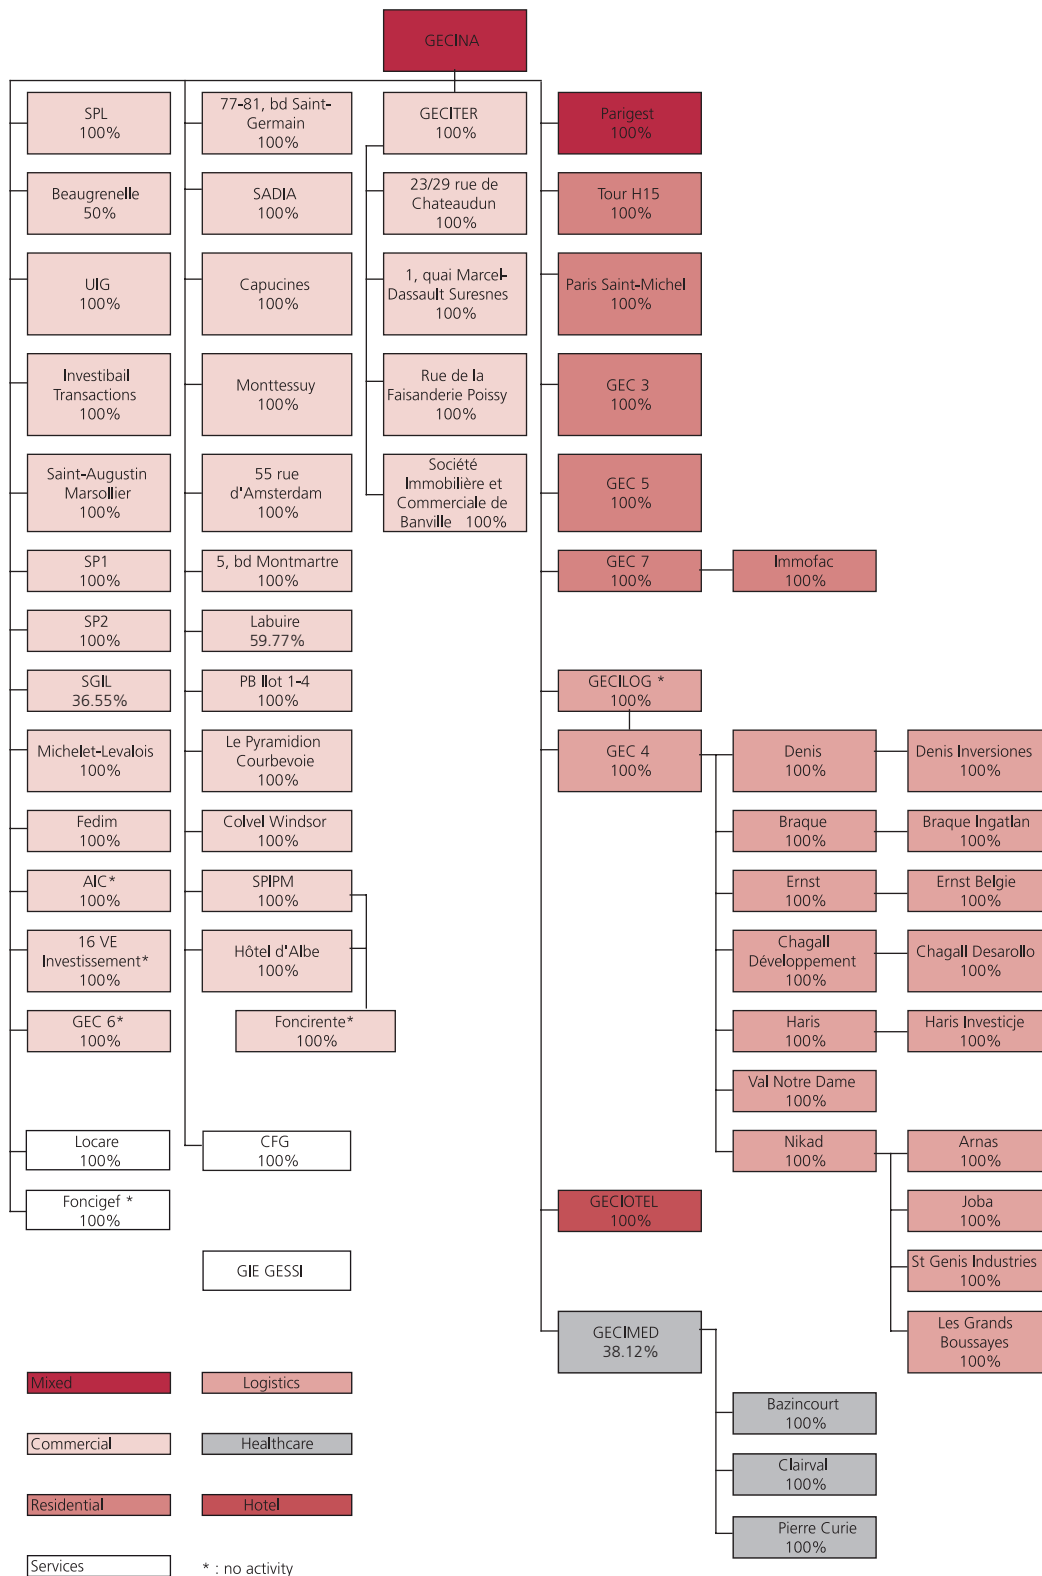 GECINA
SPL
100%
Beaugrenelle
50%
UIG
100%
Investibail
Transactions
100%
Saint-Augustin
Marsollier
100%
SP1
100%
SP2
100%
SGIL
36.55%
Michelet-Levalois
100%
Fedim
100%
AIC*
100%
16 VE
Investissement*
100%
GEC 6*
100%
Locare
100%
Foncigef *
100%
77-81, bd Saint-
Germain
100%
SADIA
100%
Capucines
100%
Monttessuy
100%
55 rue
d'Amsterdam
100%
5, bd Montmartre
100%
Labuire
59.77%
PB Ilot 1-4
100%
Le Pyramidion
Courbevoie
100%
Colvel Windsor
100%
SPIPM
100%
Hôtel d'Albe
100%
Foncirente*
100%
CFG
100%
GIE GESSI
GECITER
100%
23/29 rue de
Chateaudun
100%
1, quai Marcel-
Dassault Suresnes
100%
Rue de la
Faisanderie Poissy
100%
Société
Immobilière et
Commerciale de
Banville 100%
Parigest
100%
Tour H15
100%
Paris Saint-Michel
100%
GEC 3
100%
GEC 5
100%
GEC 7
100%
Immofac
100%
GECILOG *
100%
GEC 4
100%
Denis
100%
Denis Inversiones
100%
Braque
100%
Braque Ingatlan
100%
Ernst
100%
Ernst Belgie
100%
Chagall
Développement
100%
Chagall Desarollo
100%
Haris
100%
Haris Investicje
100%
Val Notre Dame
100%
Nikad
100%
Arnas
100%
Joba
100%
St Genis Industries
100%
Les Grands
Boussayes
100%
GECIOTEL
100%
GECIMED
38.12%
Bazincourt
100%
Clairval
100%
Pierre Curie
100%
Mixed
Logistics
Commercial
Healthcare
Residential
Hotel
Services
* : no activity